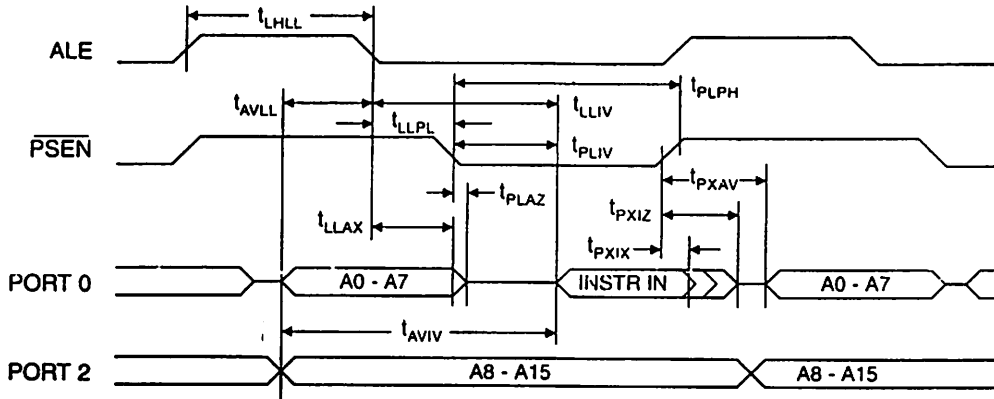 tLHLL
ALE
tPLPH
tAVLL
tLLIV
tLLPL
PSEN
tPLIV
tPXAV
tPLAZ
tPXIZ
tLLAX
tPXIX
PORT 0
A0 - A7
INSTR IN
A0 - A7
tAVIV
PORT 2
A8 - A15
A8 - A15